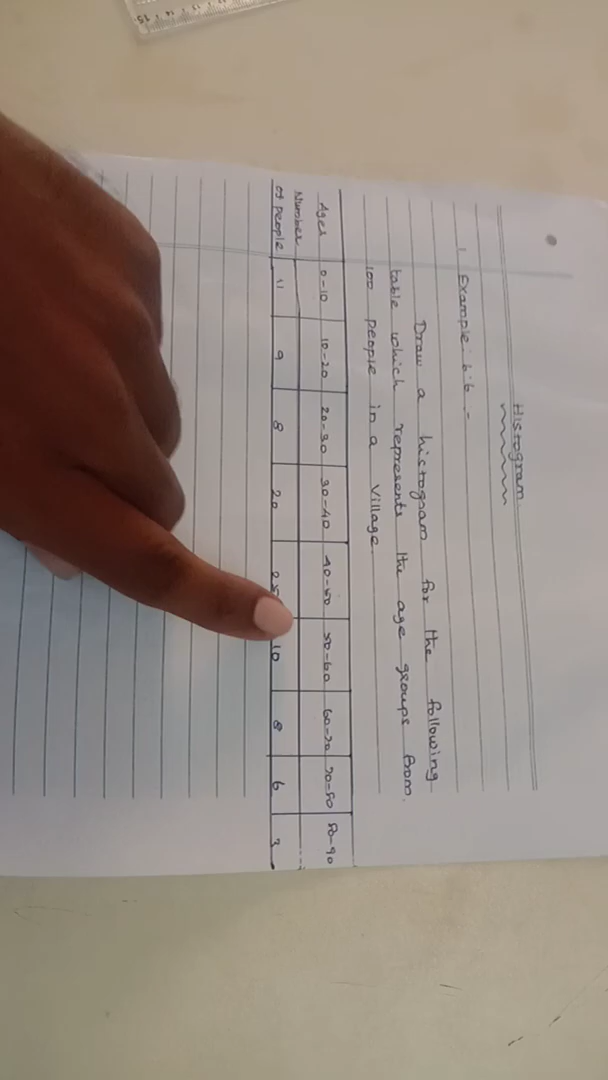 Histogram
1. Example : 6.6 -
Draw a histogram for the following
table which represents the age groups from
100 people in a village.
Ages 0-10 10-20 20-30 30-40 40-50 50-60 60-70 70-80 80-90
Number
of people 11 9 8 20 10 8 6 3